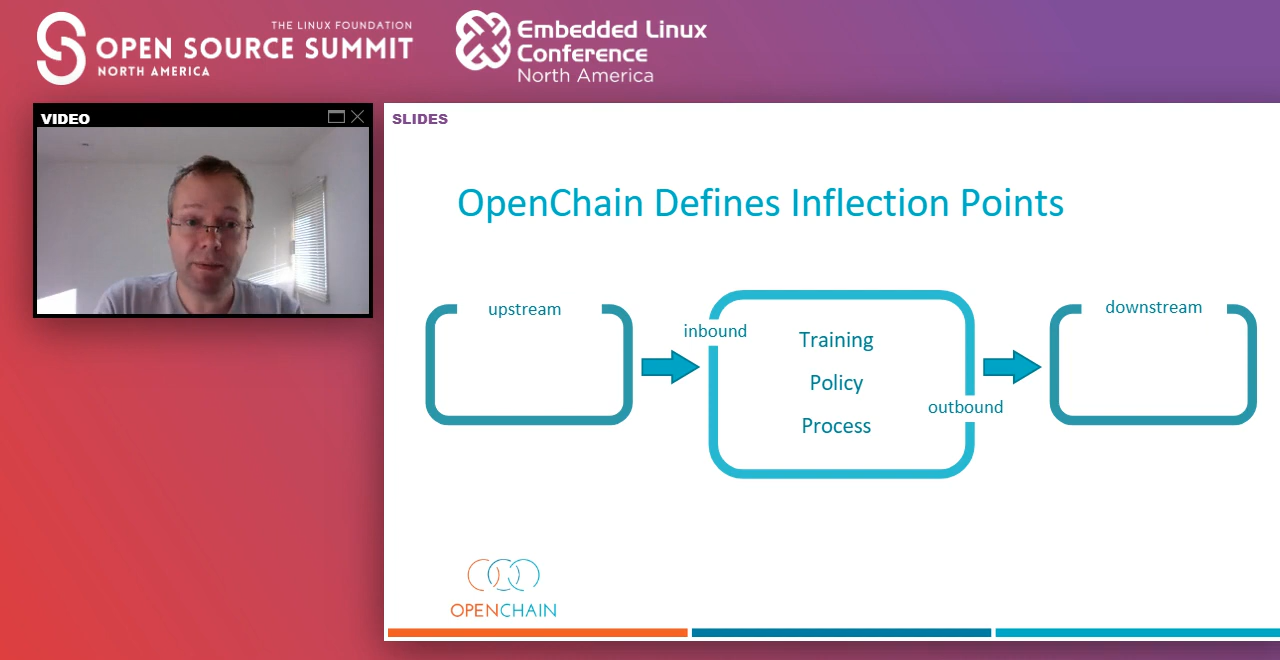 THE LINUX FOUNDATION
OPEN SOURCE SUMMIT
NORTH AMERICA
Embedded Linux
Conference
North America
VIDEO
SLIDES
OpenChain Defines Inflection Points
upstream
inbound
Training
Policy
Process
outbound
downstream
OPENCHAIN